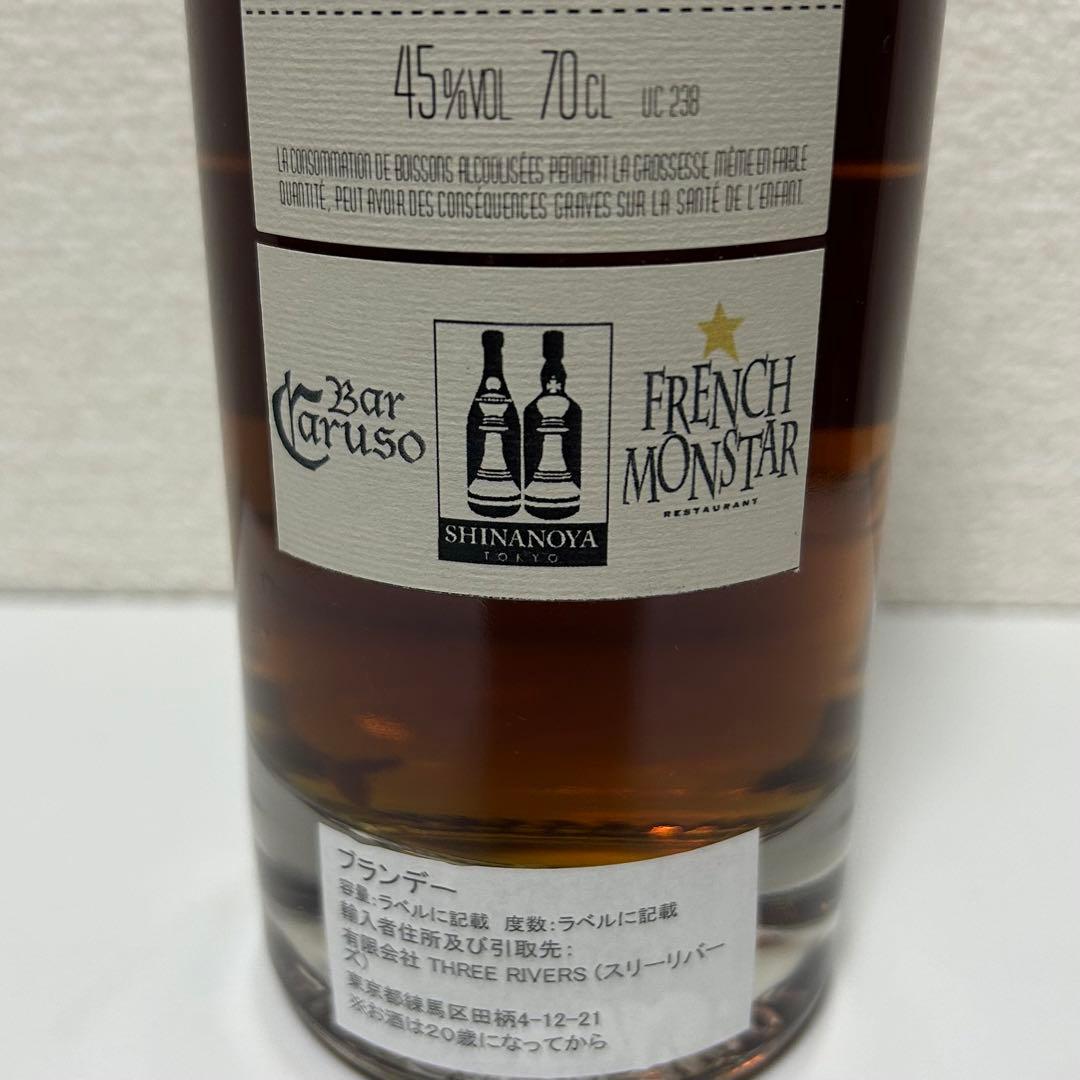 45%VOL 70CL UC 238
LA CONSOMMATION DE BOISSONS ALCOOLISÉES PENDANT LA GROSSESSE, MÊME EN FAIBLE
QUANTITÉ, PEUT AVOIR DES CONSÉQUENCES GRAVES SUR LA SANTÉ DE L'ENFANT.
Bar
Caruso
SHINANOYA
TOKYO
FRENCH
MONSTAR
RESTAURANT
ブランデー
容量:ラベルに記載 度数:ラベルに記載
輸入者住所及び引取先:
有限会社 THREE RIVERS (スリーリバー
ズ)
東京都練馬区田柄4-12-21
※お酒は20歳になってから